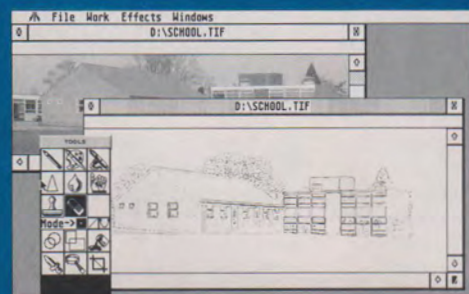 File Work Effects Windows
D:\SCHOOL.TIF
D:\SCHOOL.TIF
TOOLS
Mode->